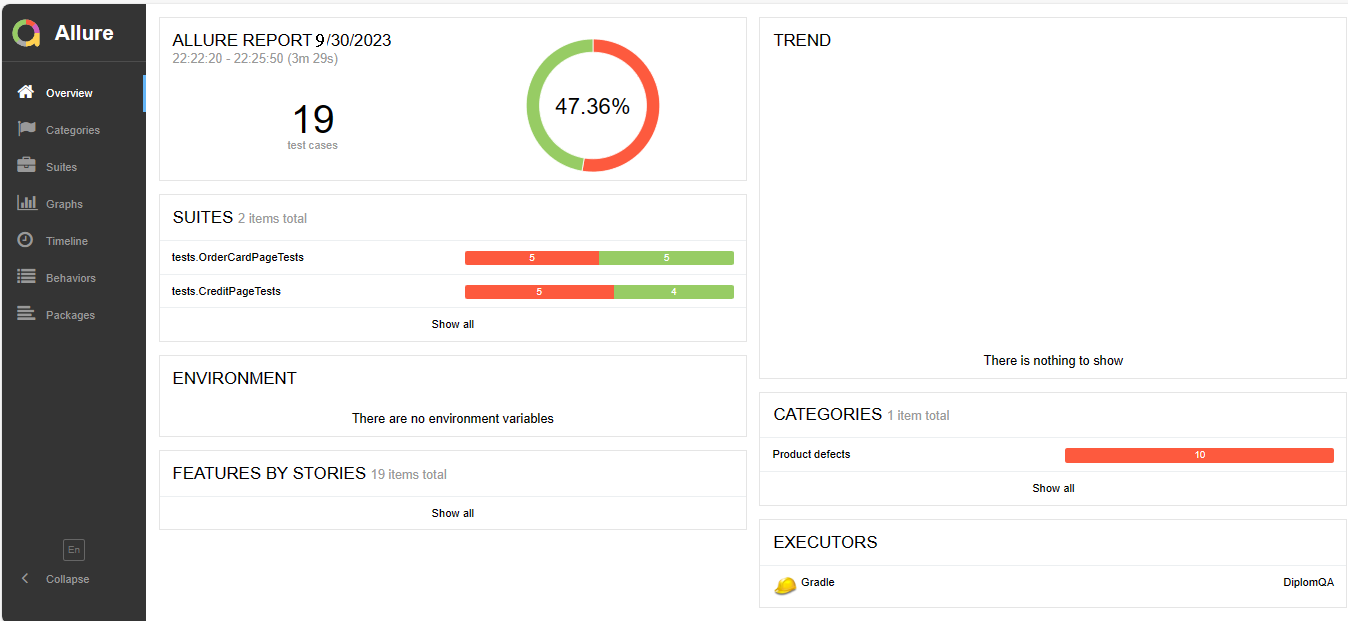 Allure
Overview
Categories
Suites
Graphs
Timeline
Behaviors
Packages
En
Collapse
ALLURE REPORT 9/30/2023
22:22:20 - 22:25:50 (3m 29s)
19
test cases
47.36%
SUITES 2 items total
tests.OrderCardPageTests 5 5
tests.CreditPageTests 5 4
Show all
ENVIRONMENT
There are no environment variables
FEATURES BY STORIES 19 items total
Show all
TREND
There is nothing to show
CATEGORIES 1 item total
Product defects 10
Show all
EXECUTORS
Gradle DiplomQA